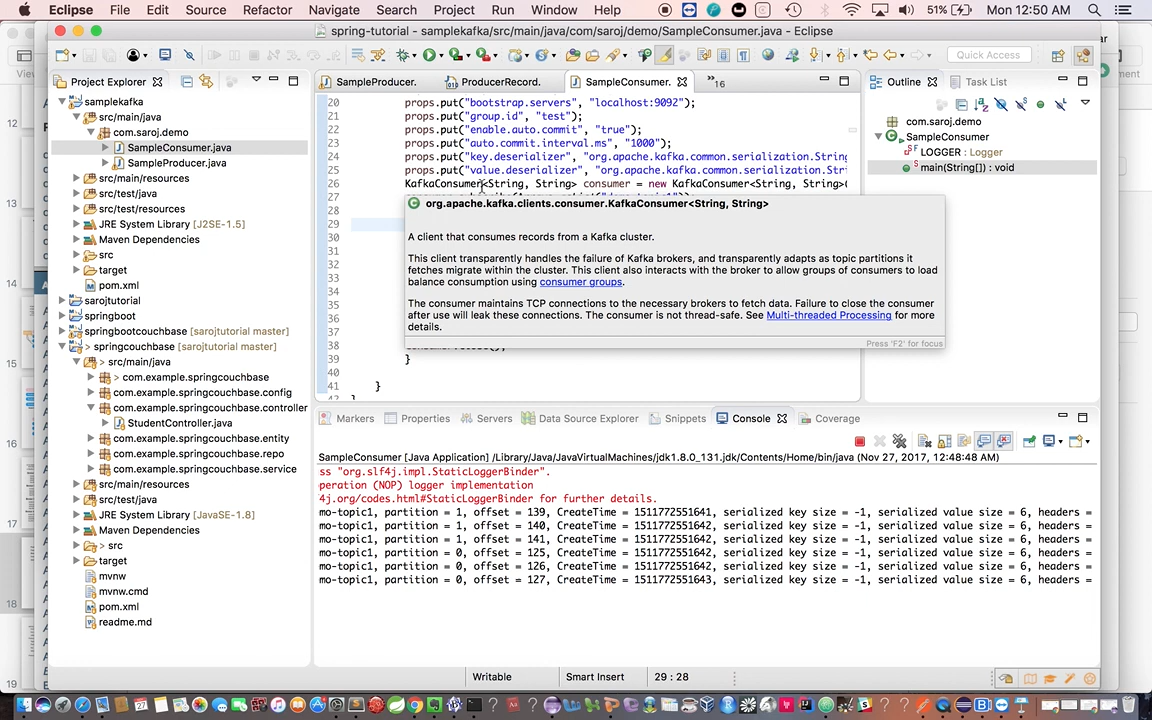 Eclipse File Edit Source Refactor Navigate Search Project Run Window Help 51% Mon 12:50 AM
spring-tutorial - samplekafka/src/main/java/com/saroj/demo/SampleConsumer.java - Eclipse
Quick Access
Project Explorer
samplekafka
src/main/java
com.saroj.demo
SampleConsumer.java
SampleProducer.java
src/main/resources
src/test/java
src/test/resources
JRE System Library [J2SE-1.5]
Maven Dependencies
src
target
pom.xml
sarojtutorial
springboot
springbootcouchbase [sarojtutorial master]
> springcouchbase [sarojtutorial master]
> src/main/java
> com.example.springcouchbase
com.example.springcouchbase.config
com.example.springcouchbase.controller
StudentController.java
com.example.springcouchbase.entity
com.example.springcouchbase.repo
com.example.springcouchbase.service
src/main/resources
src/test/java
JRE System Library [JavaSE-1.8]
Maven Dependencies
> src
target
mvnw
mvnw.cmd
pom.xml
readme.md
SampleProducer. ProducerRecord. SampleConsumer. »16
20 props.put("bootstrap.servers", "localhost:9092");
21 props.put("group.id", "test");
22 props.put("enable.auto.commit", "true");
23 props.put("auto.commit.interval.ms", "1000");
24 props.put("key.deserializer", "org.apache.kafka.common.serialization.String
25 props.put("value.deserializer", "org.apache.kafka.common.serialization.Stri
26 KafkaConsumer<String, String> consumer = new KafkaConsumer<String, String>(
27
28
29
30
31
32
33
34
35
36
37
38
39 }
40
41 }
42 }
org.apache.kafka.clients.consumer.KafkaConsumer<String, String>
A client that consumes records from a Kafka cluster.
This client transparently handles the failure of Kafka brokers, and transparently adapts as topic partitions it
fetches migrate within the cluster. This client also interacts with the broker to allow groups of consumers to load
balance consumption using consumer groups.
The consumer maintains TCP connections to the necessary brokers to fetch data. Failure to close the consumer
after use will leak these connections. The consumer is not thread-safe. See Multi-threaded Processing for more
details.
Press 'F2' for focus
Outline Task List
com.saroj.demo
SampleConsumer
LOGGER : Logger
main(String[]) : void
Markers Properties Servers Data Source Explorer Snippets Console Coverage
SampleConsumer [Java Application] /Library/Java/JavaVirtualMachines/jdk1.8.0_131.jdk/Contents/Home/bin/java (Nov 27, 2017, 12:48:48 AM)
ss "org.slf4j.impl.StaticLoggerBinder".
peration (NOP) logger implementation
4j.org/codes.html#StaticLoggerBinder for further details.
mo-topic1, partition = 1, offset = 139, CreateTime = 1511772551641, serialized key size = -1, serialized value size = 6, headers =
mo-topic1, partition = 1, offset = 140, CreateTime = 1511772551642, serialized key size = -1, serialized value size = 6, headers =
mo-topic1, partition = 1, offset = 141, CreateTime = 1511772551642, serialized key size = -1, serialized value size = 6, headers =
mo-topic1, partition = 0, offset = 125, CreateTime = 1511772551642, serialized key size = -1, serialized value size = 6, headers =
mo-topic1, partition = 0, offset = 126, CreateTime = 1511772551642, serialized key size = -1, serialized value size = 6, headers =
mo-topic1, partition = 0, offset = 127, CreateTime = 1511772551643, serialized key size = -1, serialized value size = 6, headers =
Writable Smart Insert 29 : 28
12
13
14
15
16
17
18
19